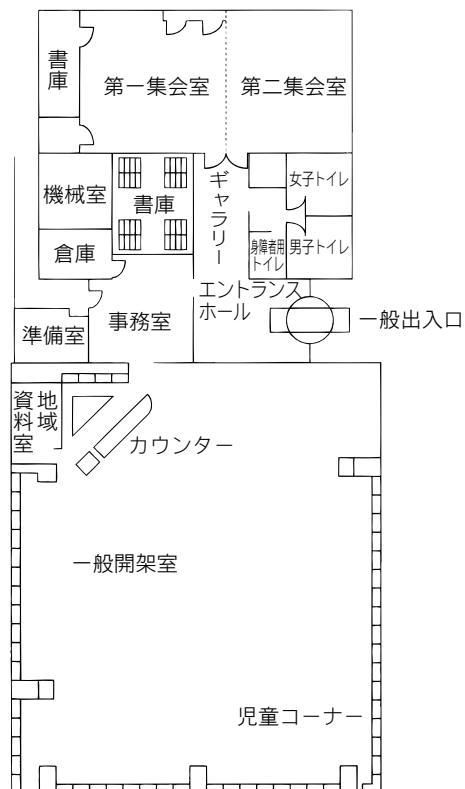 書庫
第一集会室
第二集会室
機械室
書庫
ギャラリー
女子トイレ
倉庫
身障者用
トイレ
男子トイレ
エントランス
ホール
一般出入口
準備室
事務室
地域
資料室
カウンター
一般開架室
児童コーナー